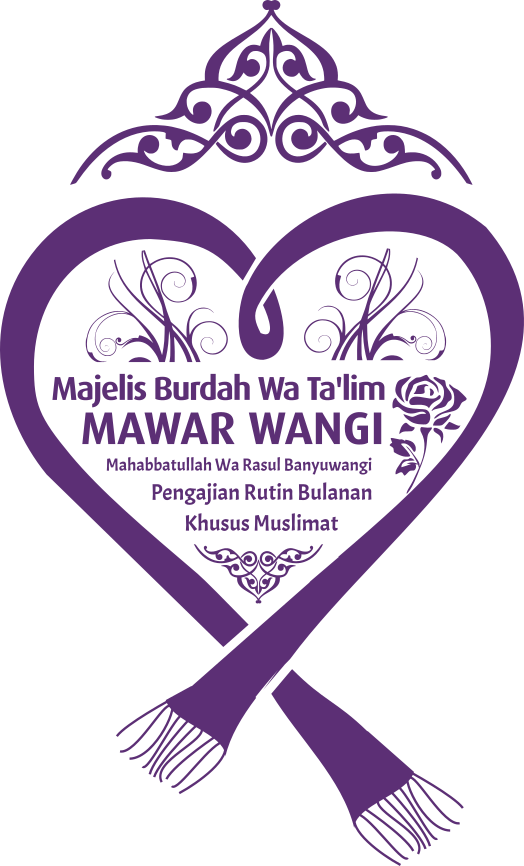 Majelis Burdah Wa Ta'lim
MAWAR WANGI
Mahabbatullah Wa Rasul Banyuwangi
Pengajian Rutin Bulanan
Khusus Muslimat